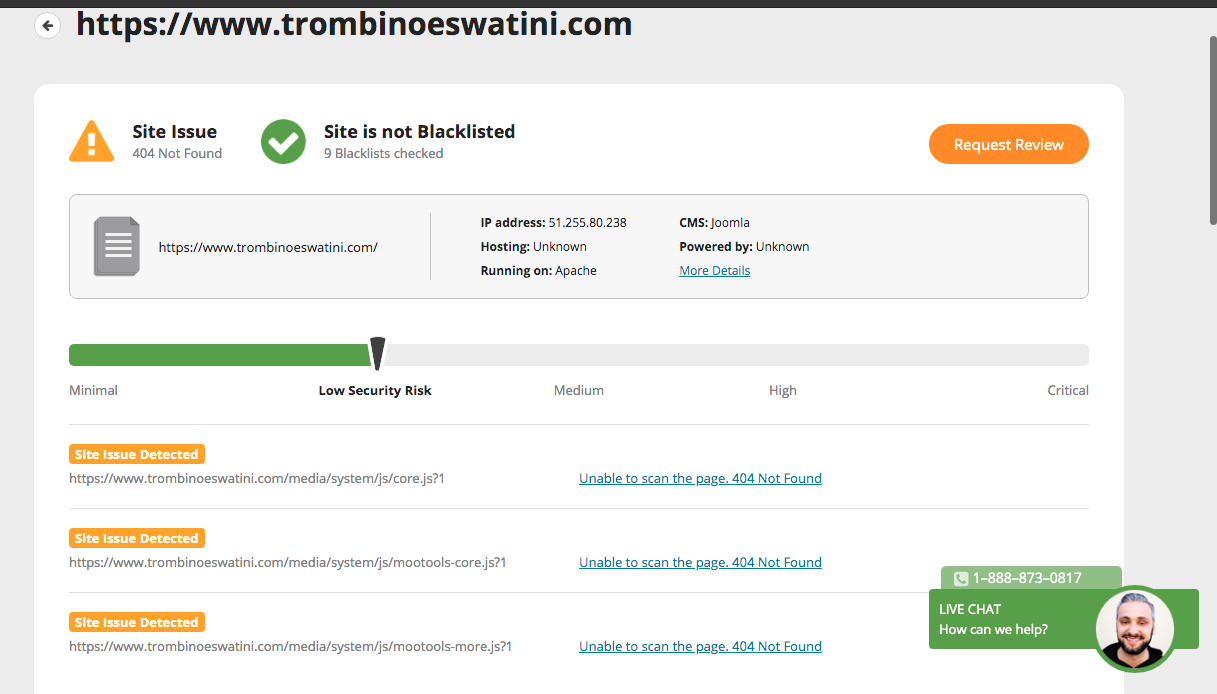 https://www.trombinoeswatini.com
Site Issue
404 Not Found
Site is not Blacklisted
9 Blacklists checked
Request Review
https://www.trombinoeswatini.com/
IP address: 51.255.80.238
Hosting: Unknown
Running on: Apache
CMS: Joomla
Powered by: Unknown
More Details
Minimal
Low Security Risk
Medium
High
Critical
Site Issue Detected
https://www.trombinoeswatini.com/media/system/js/core.js?1
Unable to scan the page. 404 Not Found
Site Issue Detected
https://www.trombinoeswatini.com/media/system/js/mootools-core.js?1
Unable to scan the page. 404 Not Found
Site Issue Detected
https://www.trombinoeswatini.com/media/system/js/mootools-more.js?1
Unable to scan the page. 404 Not Found
1–888–873–0817
LIVE CHAT
How can we help?